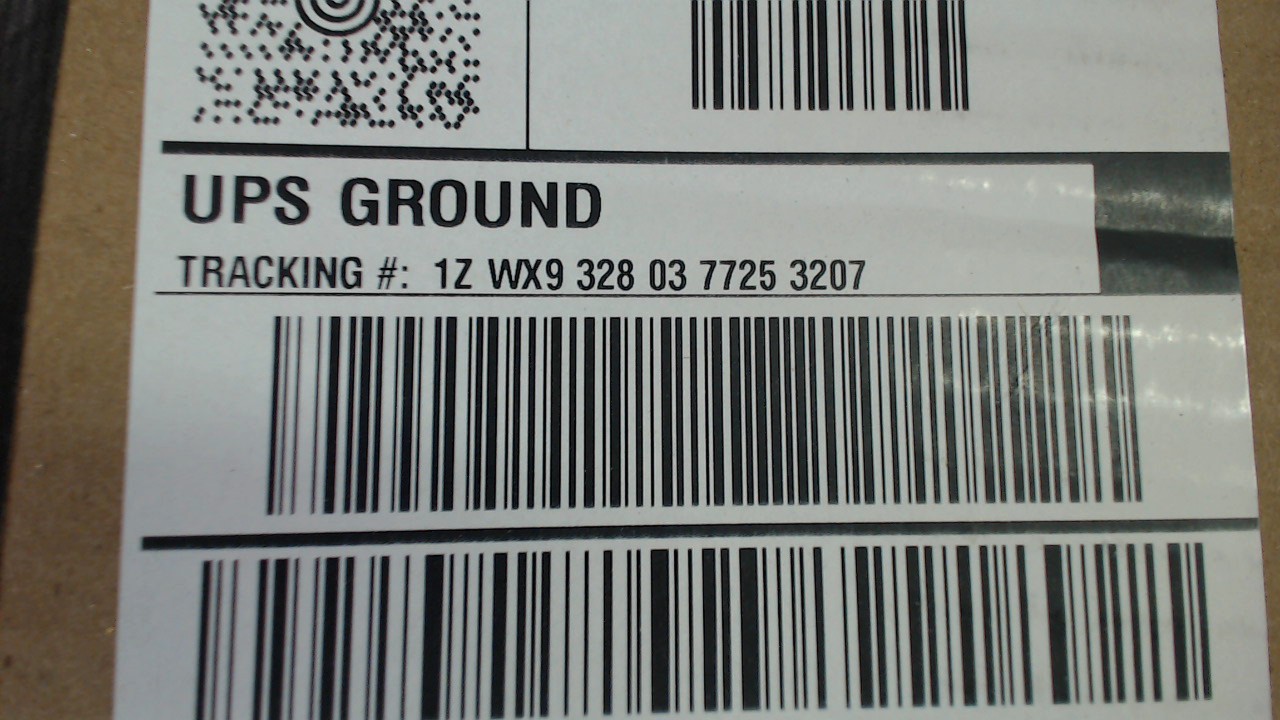 UPS GROUND
TRACKING #: 1Z WX9 328 03 7725 3207